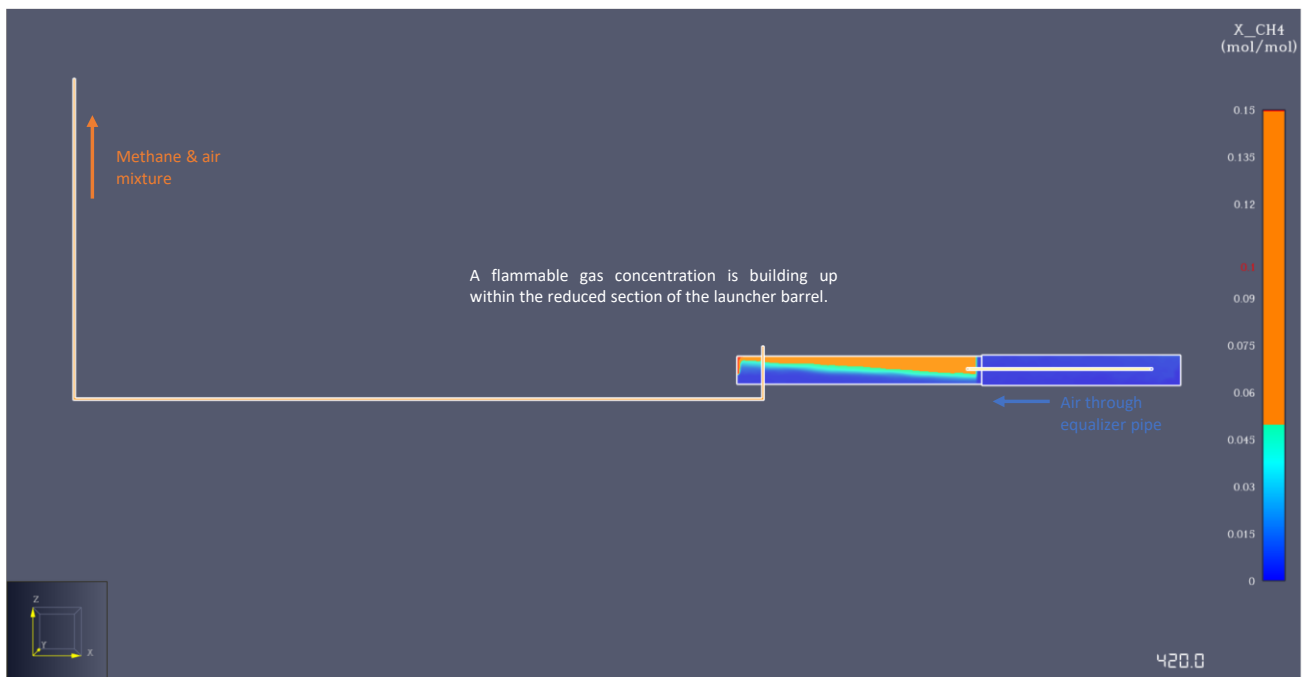 X_CH4
(mol/mol)
0.15
0.135
Methane & air
mixture
0.12
A flammable gas concentration is building up
within the reduced section of the launcher barrel.
0.1
0.09
0.075
0.06
Air through
equalizer pipe
0.045
0.03
0.015
0
Z
Y
X
420.0